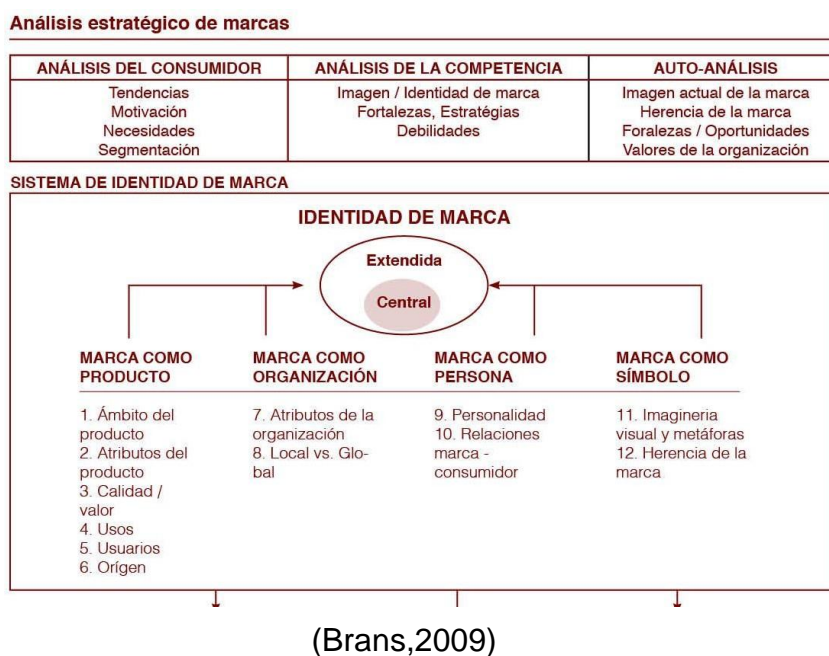 Análisis estratégico de marcas
ANÁLISIS DEL CONSUMIDOR
Tendencias
Motivación
Necesidades
Segmentación
ANÁLISIS DE LA COMPETENCIA
Imagen / Identidad de marca
Fortalezas, Estratégias
Debilidades
AUTO-ANÁLISIS
Imagen actual de la marca
Herencia de la marca
Foralezas / Oportunidades
Valores de la organización
SISTEMA DE IDENTIDAD DE MARCA
IDENTIDAD DE MARCA
Extendida
Central
MARCA COMO
PRODUCTO
1. Ámbito del
producto
2. Atributos del
producto
3. Calidad /
valor
4. Usos
5. Usuarios
6. Orígen
MARCA COMO
ORGANIZACIÓN
7. Atributos de la
organización
8. Local vs. Glo-
bal
MARCA COMO
PERSONA
9. Personalidad
10. Relaciones
marca -
consumidor
MARCA COMO
SÍMBOLO
11. Imagineria
visual y metáforas
12. Herencia de la
marca
(Brans,2009)